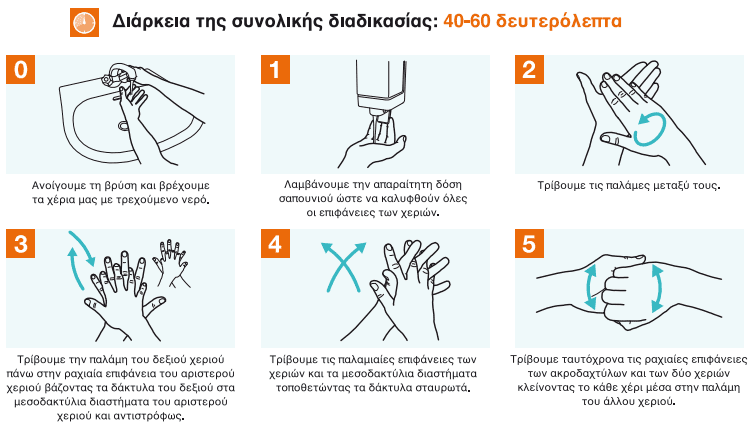 Διάρκεια της συνολικής διαδικασίας: 40-60 δευτερόλεπτα
0
Ανοίγουμε τη βρύση και βρέχουμε
τα χέρια μας με τρεχούμενο νερό.
1
Λαμβάνουμε την απαραίτητη δόση
σαπουνιού ώστε να καλυφθούν όλες
οι επιφάνειες των χεριών.
2
Τρίβουμε τις παλάμες μεταξύ τους.
3
Τρίβουμε την παλάμη του δεξιού χεριού
πάνω στην ραχιαία επιφάνεια του αριστερού
χεριού βάζοντας τα δάκτυλα του δεξιού στα
μεσοδακτύλια διαστήματα του αριστερού
χεριού και αντιστρόφως.
4
Τρίβουμε τις παλαμιαίες επιφάνειες των
χεριών και τα μεσοδακτύλια διαστήματα
τοποθετώντας τα δάκτυλα σταυρωτά.
5
Τρίβουμε ταυτόχρονα τις ραχιαίες επιφάνειες
των ακροδαχτύλων και των δύο χεριών
κλείνοντας το κάθε χέρι μέσα στην παλάμη
του άλλου χεριού.